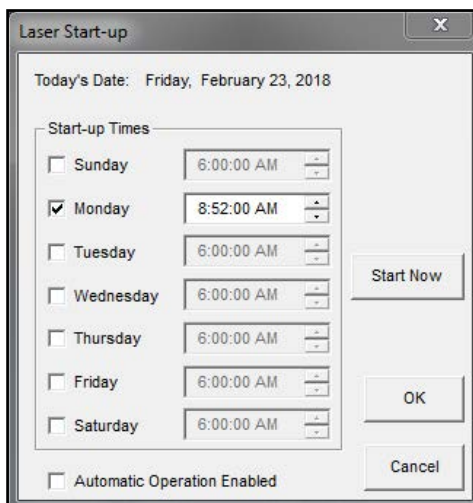 Laser Start-up X
Today's Date: Friday, February 23, 2018
Start-up Times
Sunday 6:00:00 AM
Monday 8:52:00 AM
Tuesday 6:00:00 AM
Start Now
Wednesday 6:00:00 AM
Thursday 6:00:00 AM
Friday 6:00:00 AM
OK
Saturday 6:00:00 AM
Cancel
Automatic Operation Enabled